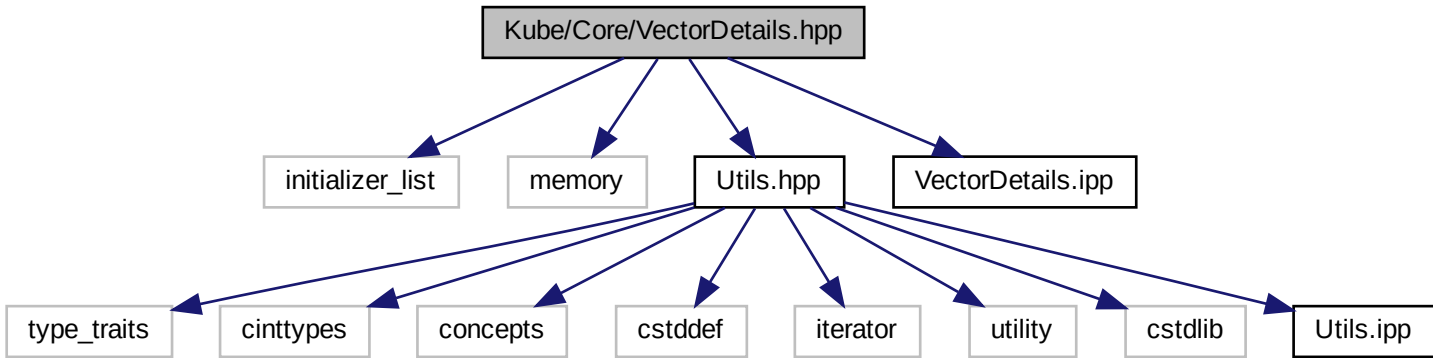 Kube/Core/VectorDetails.hpp
initializer_list
memory
Utils.hpp
VectorDetails.ipp
type_traits
cinttypes
concepts
cstddef
iterator
utility
cstdlib
Utils.ipp